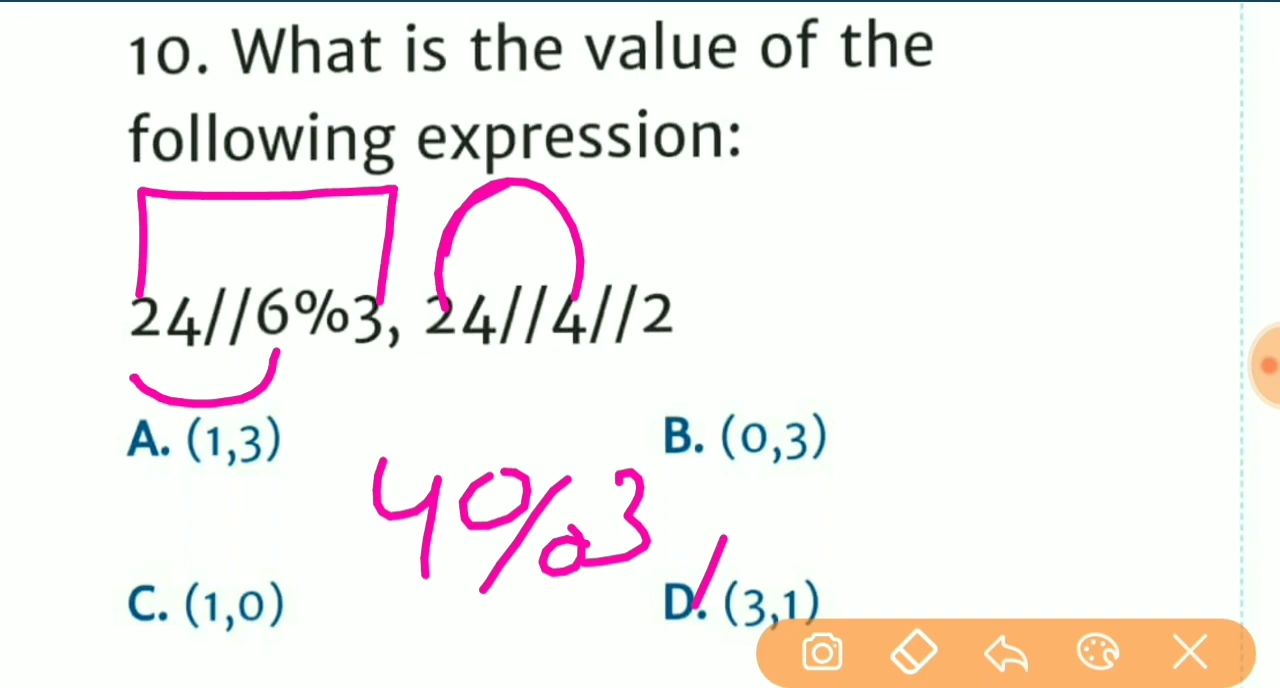 10. What is the value of the
following expression:
24//6%3, 24//4//2
A. (1,3)
B. (0,3)
4%3
C. (1,0)
D. (3,1)